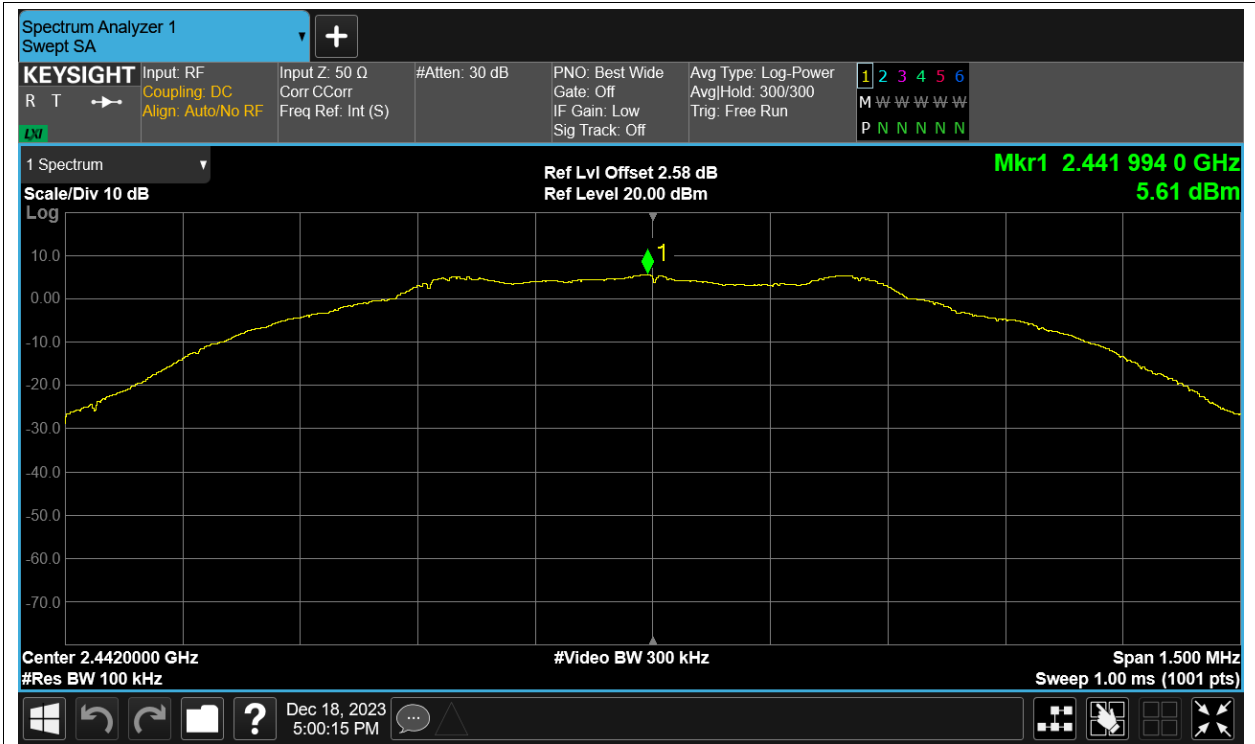 Spectrum Analyzer 1
Swept SA
KEYSIGHT
R T
LXI
Input: RF
Coupling: DC
Align: Auto/No RF
Input Z: 50 Ω
Corr CCorr
Freq Ref: Int (S)
#Atten: 30 dB
PNO: Best Wide
Gate: Off
IF Gain: Low
Sig Track: Off
Avg Type: Log-Power
Avg|Hold: 300/300
Trig: Free Run
1 2 3 4 5 6
M W W W W W
P N N N N N
1 Spectrum
Scale/Div 10 dB
Log
Ref Lvl Offset 2.58 dB
Ref Level 20.00 dBm
Mkr1 2.441 994 0 GHz
5.61 dBm
1
10.0
0.00
-10.0
-20.0
-30.0
-40.0
-50.0
-60.0
-70.0
Center 2.4420000 GHz
#Video BW 300 kHz
Span 1.500 MHz
#Res BW 100 kHz
Sweep 1.00 ms (1001 pts)
?
Dec 18, 2023
5:00:15 PM